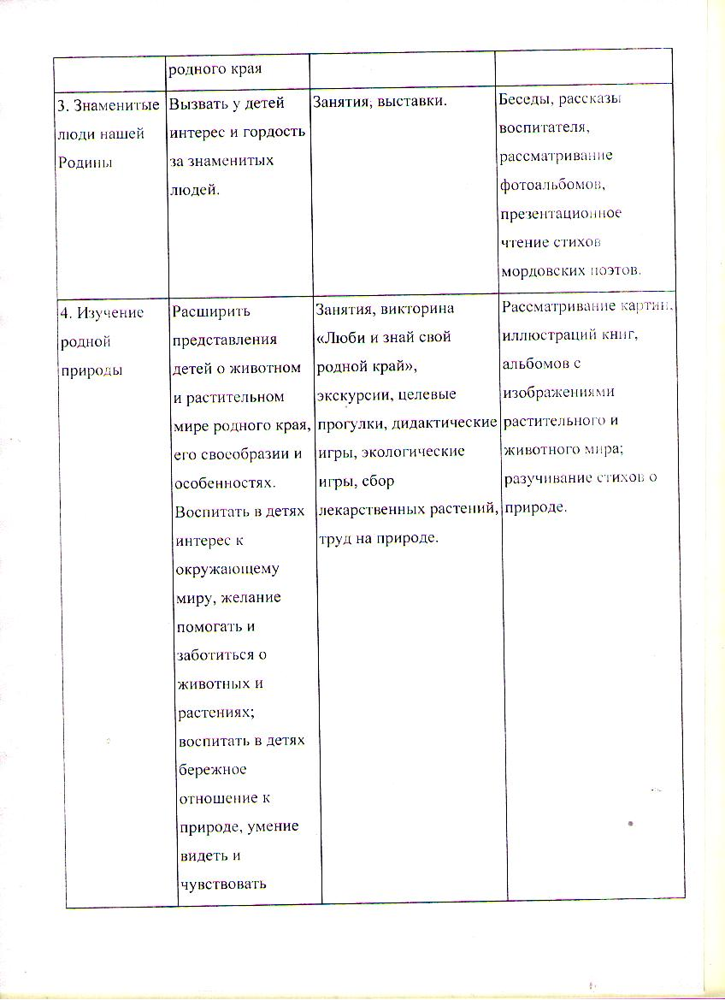 родного края
3. Знаменитые
люди нашей
Родины
Вызвать у детей
интерес и гордость
за знаменитых
людей.
Занятия, выставки.
Беседы, рассказы
воспитателя,
рассматривание
фотоальбомов,
презентационное
чтение стихов
мордовских поэтов.
4. Изучение
родной
природы
Расширить
представления
детей о животном
и растительном
мире родного края,
его своеобразии и
особенностях.
Воспитать в детях
интерес к
окружающему
миру, желание
помогать и
заботиться о
животных и
растениях;
воспитать в детях
бережное
отношение к
природе, умение
видеть и
чувствовать
Занятия, викторина
«Люби и знай свой
родной край»,
экскурсии, целевые
прогулки, дидактические
игры, экологические
игры, сбор
лекарственных растений,
труд на природе.
Рассматривание картин,
иллюстраций книг,
альбомов с
изображениями
растительного и
животного мира;
разучивание стихов о
природе.